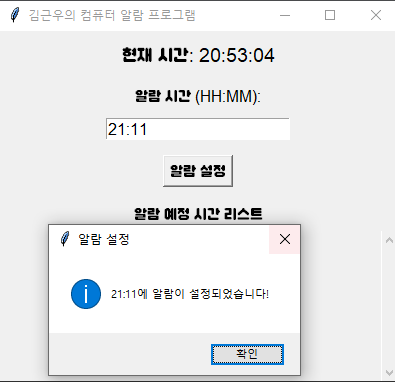 김근우의 컴퓨터 알람 프로그램
현재 시간: 20:53:04
알람 시간 (HH:MM):
21:11
알람 설정
알람 예정 시간 리스트
알람 설정
21:11에 알람이 설정되었습니다!
확인